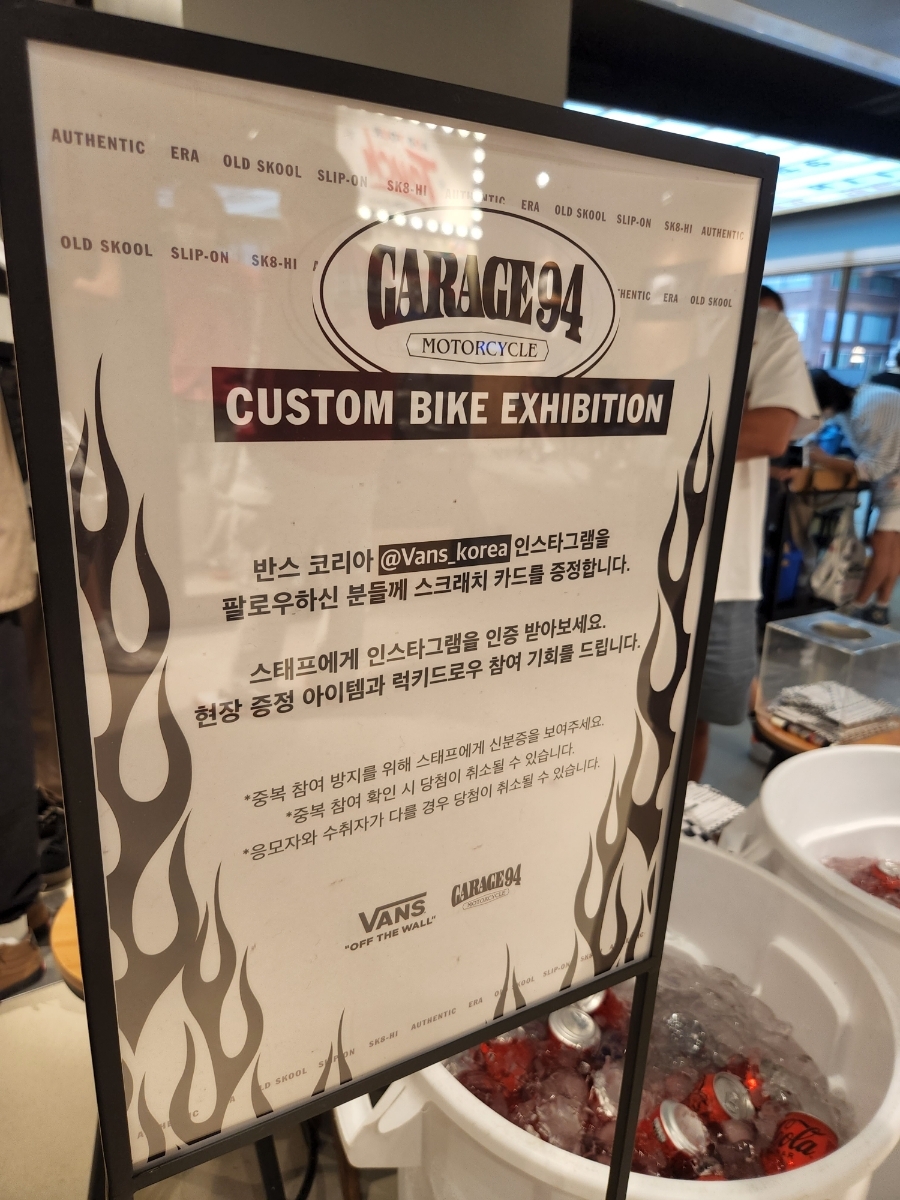 AUTHENTIC ERA OLD SKOOL SLIP-ON SK8-HI ERA OLD SKOOL SLIP-ON SK8-HI AUTHENTIC
OLD SKOOL SLIP-ON SK8-HI ERA OLD SKOOL
GARAGE 94
MOTORCYCLE
CUSTOM BIKE EXHIBITION
반스 코리아 @Vans_korea 인스타그램을
팔로우하신 분들께 스크래치 카드를 증정합니다.
스태프에게 인스타그램을 인증 받아보세요.
현장 증정 아이템과 럭키드로우 참여 기회를 드립니다.
*중복 참여 방지를 위해 스태프에게 신분증을 보여주세요.
*중복 참여 확인 시 당첨이 취소될 수 있습니다.
*응모자와 수취자가 다를 경우 당첨이 취소될 수 있습니다.
VANS
"OFF THE WALL"
GARAGE 94
MOTORCYCLE
SK8-HI AUTHENTIC ERA SLIP-ON